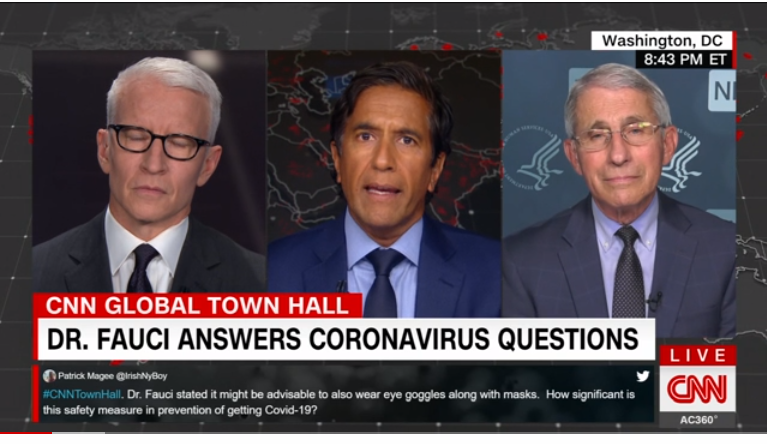 Washington, DC
8:43 PM ET
CNN GLOBAL TOWN HALL
DR. FAUCI ANSWERS CORONAVIRUS QUESTIONS
Patrick Magee @IrishNyBoy
#CNNTownHall. Dr. Fauci stated it might be advisable to also wear eye goggles along with masks. How significant is
this safety measure in prevention of getting Covid-19?
LIVE
CNN
AC360°